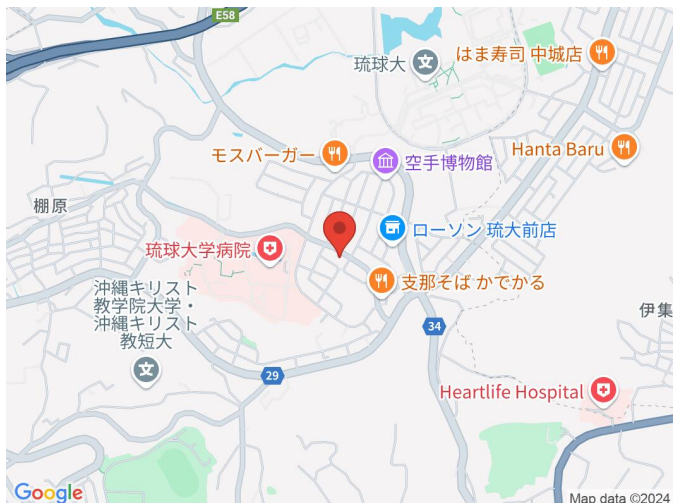 E58
琉球大
はま寿司 中城店
モスバーガー
空手博物館
Hanta Baru
棚原
琉球大学病院
ローソン 琉大前店
支那そば かでかる
沖縄キリスト
教学院大学・
沖縄キリスト
教短大
34
伊集
29
Heartlife Hospital
Google
Map data ©2024